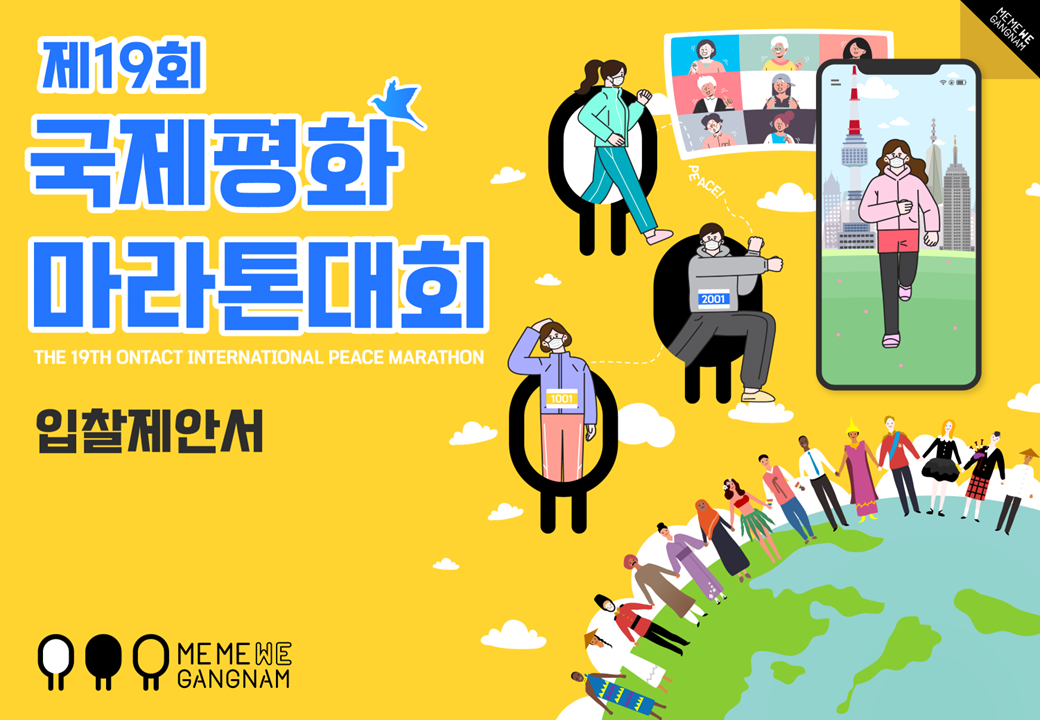 제19회
국제평화
마라톤대회
THE 19TH ONTACT INTERNATIONAL PEACE MARATHON
입찰제안서
MEMEWE
GANGNAM
PEACE!
2001
1001
MEMEWE
GANGNAM